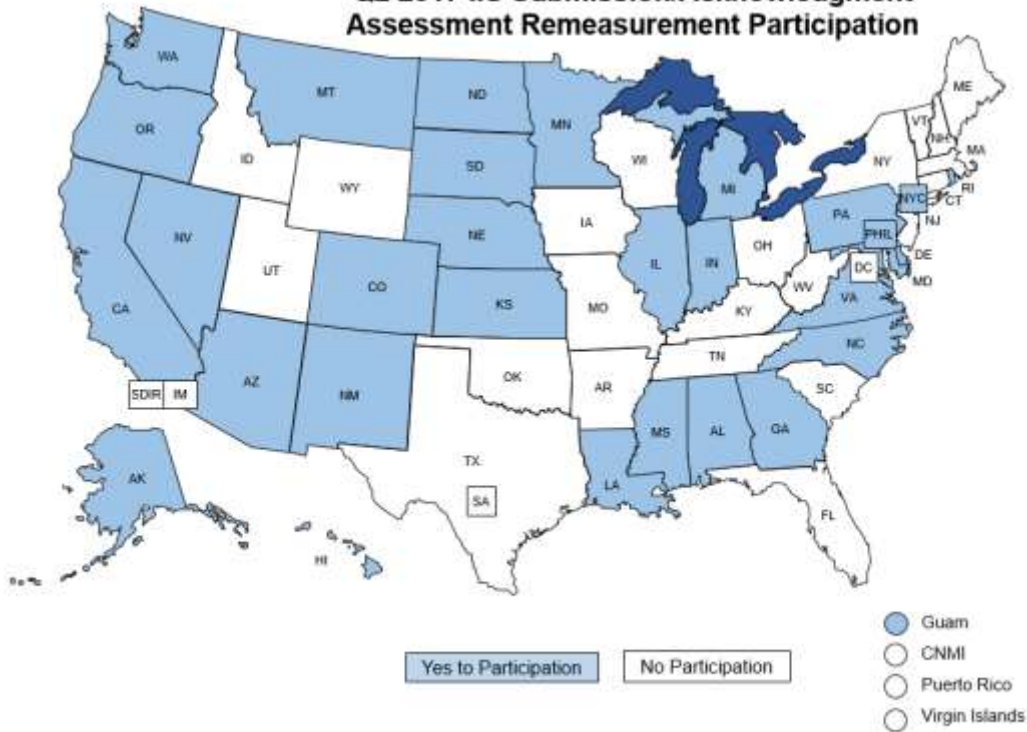 Assessment Remeasurement Participation
WA
MT
ND
MN
ME
OR
ID
SD
WI
VT
NH
MA
NY
WY
MI
RI
CT
NYC
NJ
NE
IA
PA
PHIL
NV
UT
CO
IL
IN
OH
DE
DC
MD
CA
KS
MO
WV
VA
KY
NC
SDIR
IM
AZ
NM
OK
AR
TN
SC
MS
AL
GA
TX
LA
SA
FL
AK
HI
Guam
CNMI
Puerto Rico
Virgin Islands
Yes to Participation
No Participation